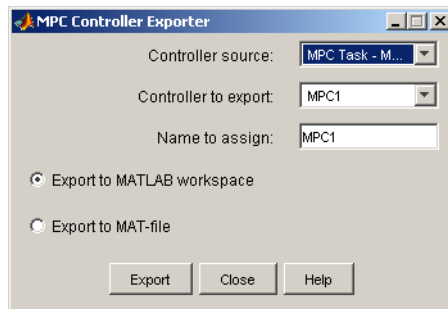 MPC Controller Exporter
Controller source: MPC Task - M...
Controller to export: MPC1
Name to assign: MPC1
Export to MATLAB workspace
Export to MAT-file
Export Close Help